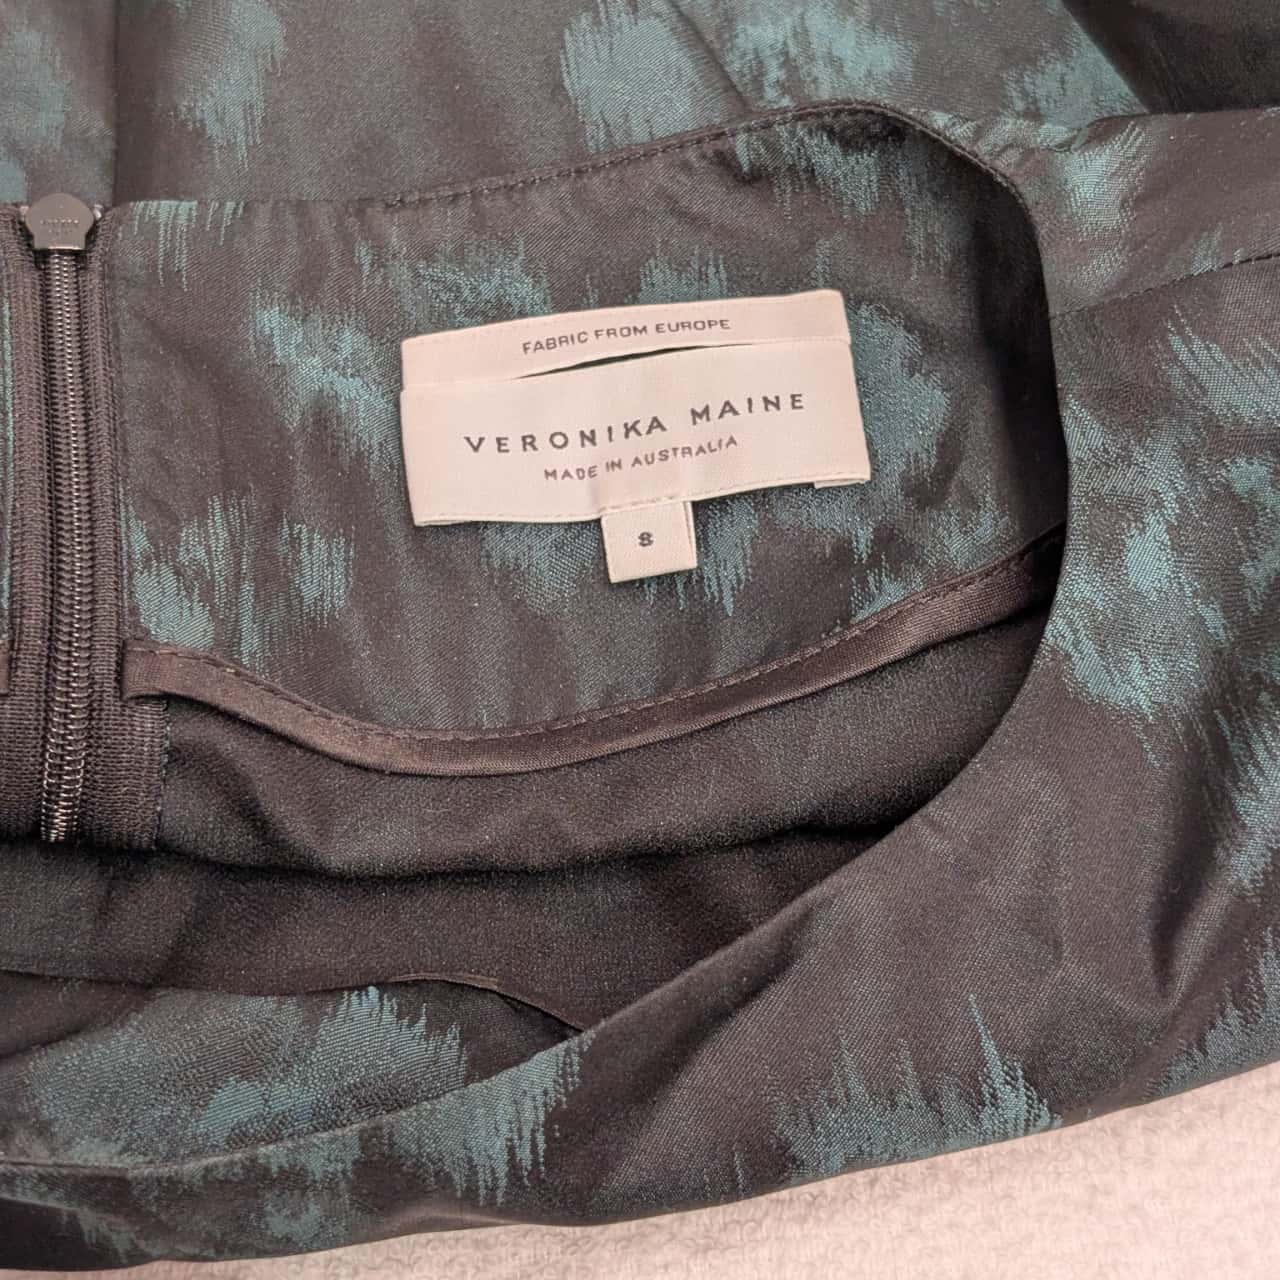 FABRIC FROM EUROPE
VERONIKA MAINE
MADE IN AUSTRALIA
8